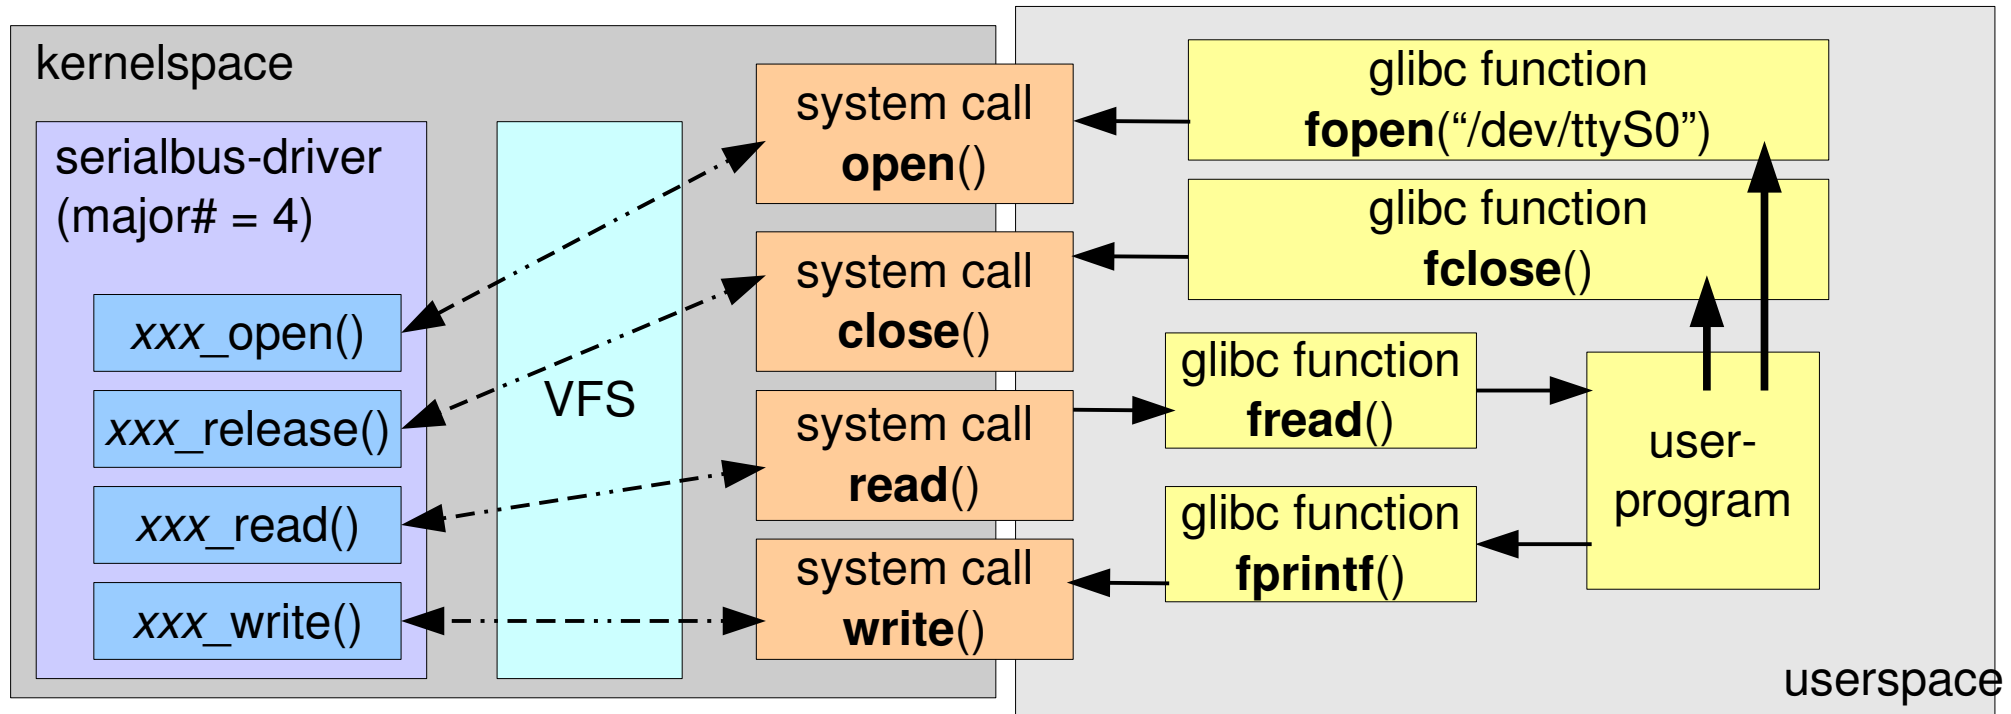 kernelspace
serialbus-driver
(major# = 4)
xxx_open()
xxx_release()
xxx_read()
xxx_write()
VFS
system call
open()
system call
close()
system call
read()
system call
write()
glibc function
fopen(“/dev/ttyS0”)
glibc function
fclose()
glibc function
fread()
glibc function
fprintf()
user-
program
userspace